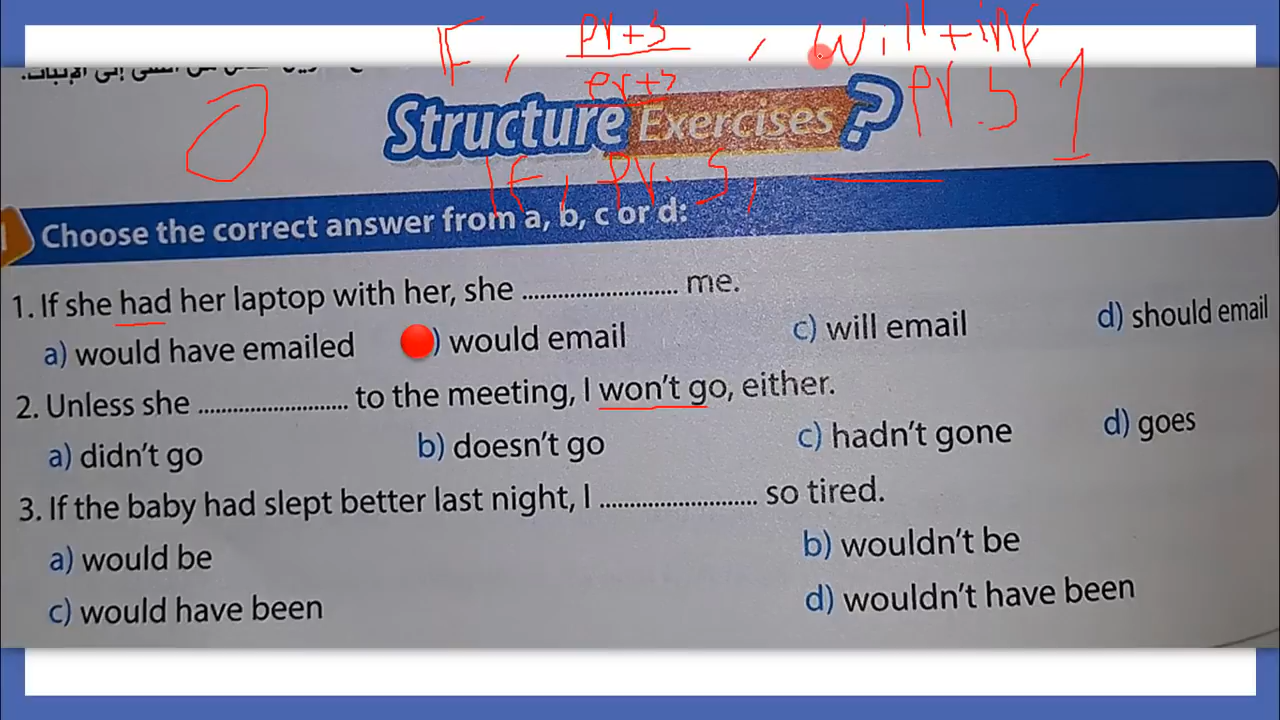 IF, pr+s, will+inf
pr+s pr.s 1
0
Structure Exercises ?
IF, pr.s,
Choose the correct answer from a, b, c or d:
1. If she had her laptop with her, she .......................... me.
a) would have emailed ) would email c) will email d) should email
2. Unless she .......................... to the meeting, I won't go, either.
a) didn't go b) doesn't go c) hadn't gone d) goes
3. If the baby had slept better last night, I .......................... so tired.
a) would be b) wouldn't be
c) would have been d) wouldn't have been